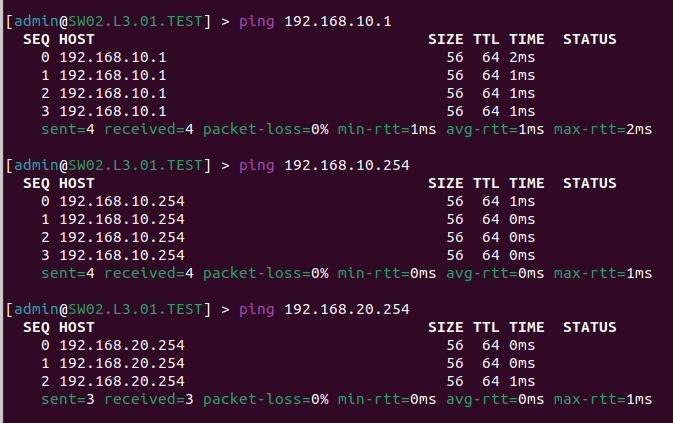 [admin@SW02.L3.01.TEST] > ping 192.168.10.1
SEQ HOST SIZE TTL TIME STATUS
0 192.168.10.1 56 64 2ms
1 192.168.10.1 56 64 1ms
2 192.168.10.1 56 64 1ms
3 192.168.10.1 56 64 1ms
sent=4 received=4 packet-loss=0% min-rtt=1ms avg-rtt=1ms max-rtt=2ms
[admin@SW02.L3.01.TEST] > ping 192.168.10.254
SEQ HOST SIZE TTL TIME STATUS
0 192.168.10.254 56 64 1ms
1 192.168.10.254 56 64 0ms
2 192.168.10.254 56 64 0ms
3 192.168.10.254 56 64 0ms
sent=4 received=4 packet-loss=0% min-rtt=0ms avg-rtt=0ms max-rtt=1ms
[admin@SW02.L3.01.TEST] > ping 192.168.20.254
SEQ HOST SIZE TTL TIME STATUS
0 192.168.20.254 56 64 0ms
1 192.168.20.254 56 64 0ms
2 192.168.20.254 56 64 1ms
sent=3 received=3 packet-loss=0% min-rtt=0ms avg-rtt=0ms max-rtt=1ms